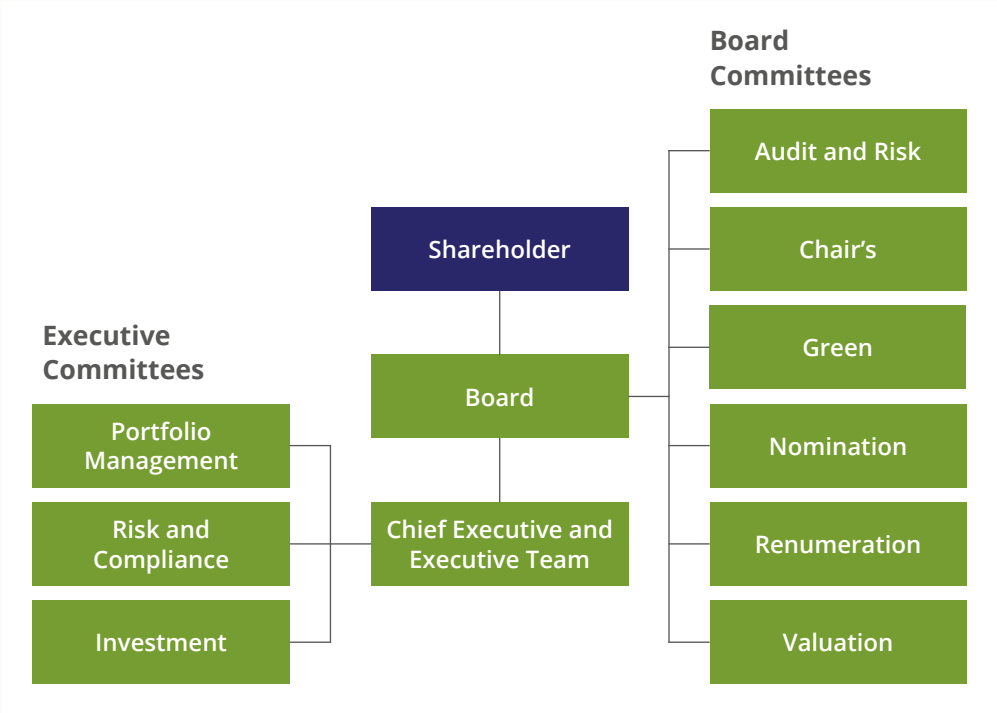 Board
Committees
Audit and Risk
Chair’s
Green
Nomination
Renumeration
Valuation
Shareholder
Board
Chief Executive and
Executive Team
Executive
Committees
Portfolio
Management
Risk and
Compliance
Investment